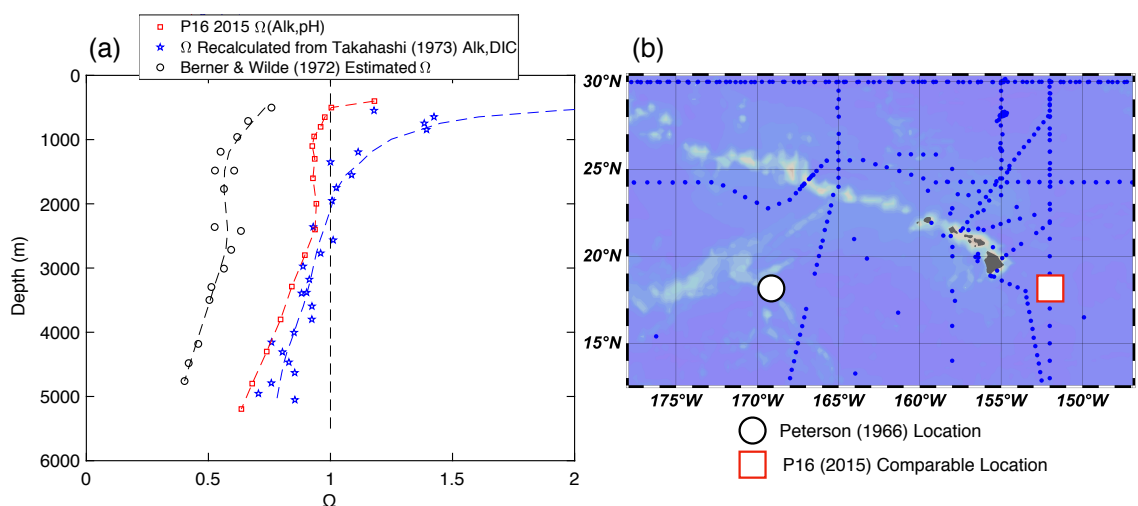 (a)
P16 2015 Ω(Alk,pH)
Ω Recalculated from Takahashi (1973) Alk,DIC
Berner & Wilde (1972) Estimated Ω
0
1000
2000
3000
4000
5000
6000
Depth (m)
0
0.5
1
1.5
2
Ω
(b)
30°N
25°N
20°N
15°N
175°W
170°W
165°W
160°W
155°W
150°W
Peterson (1966) Location
P16 (2015) Comparable Location